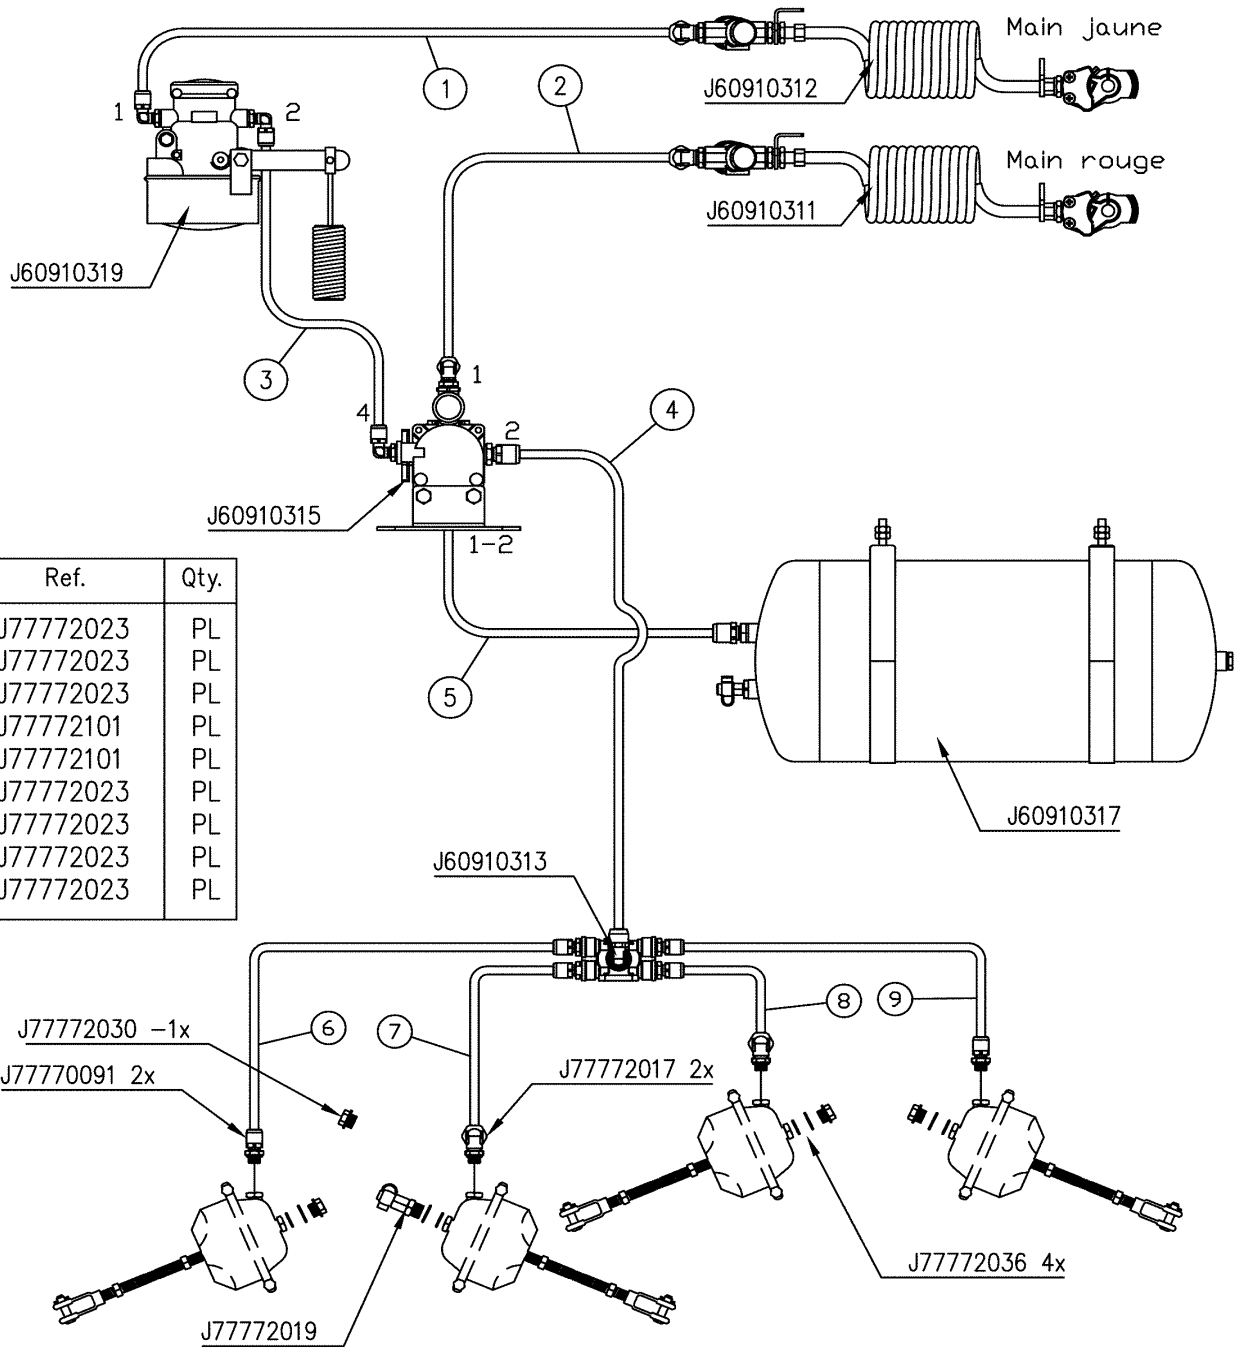 Main jaune
1
J60910312
1
2
2
Main rouge
J60910311
J60910319
3
1
4
4
2
J60910315
1-2
Ref. Qty.
J77772023 PL
J77772023 PL
J77772023 PL
J77772101 PL
J77772101 PL
J77772023 PL
J77772023 PL
J77772023 PL
J77772023 PL
5
J60910317
J60910313
6
7
8
9
J77772030 -1x
J77770091 2x
J77772017 2x
J77772036 4x
J77772019